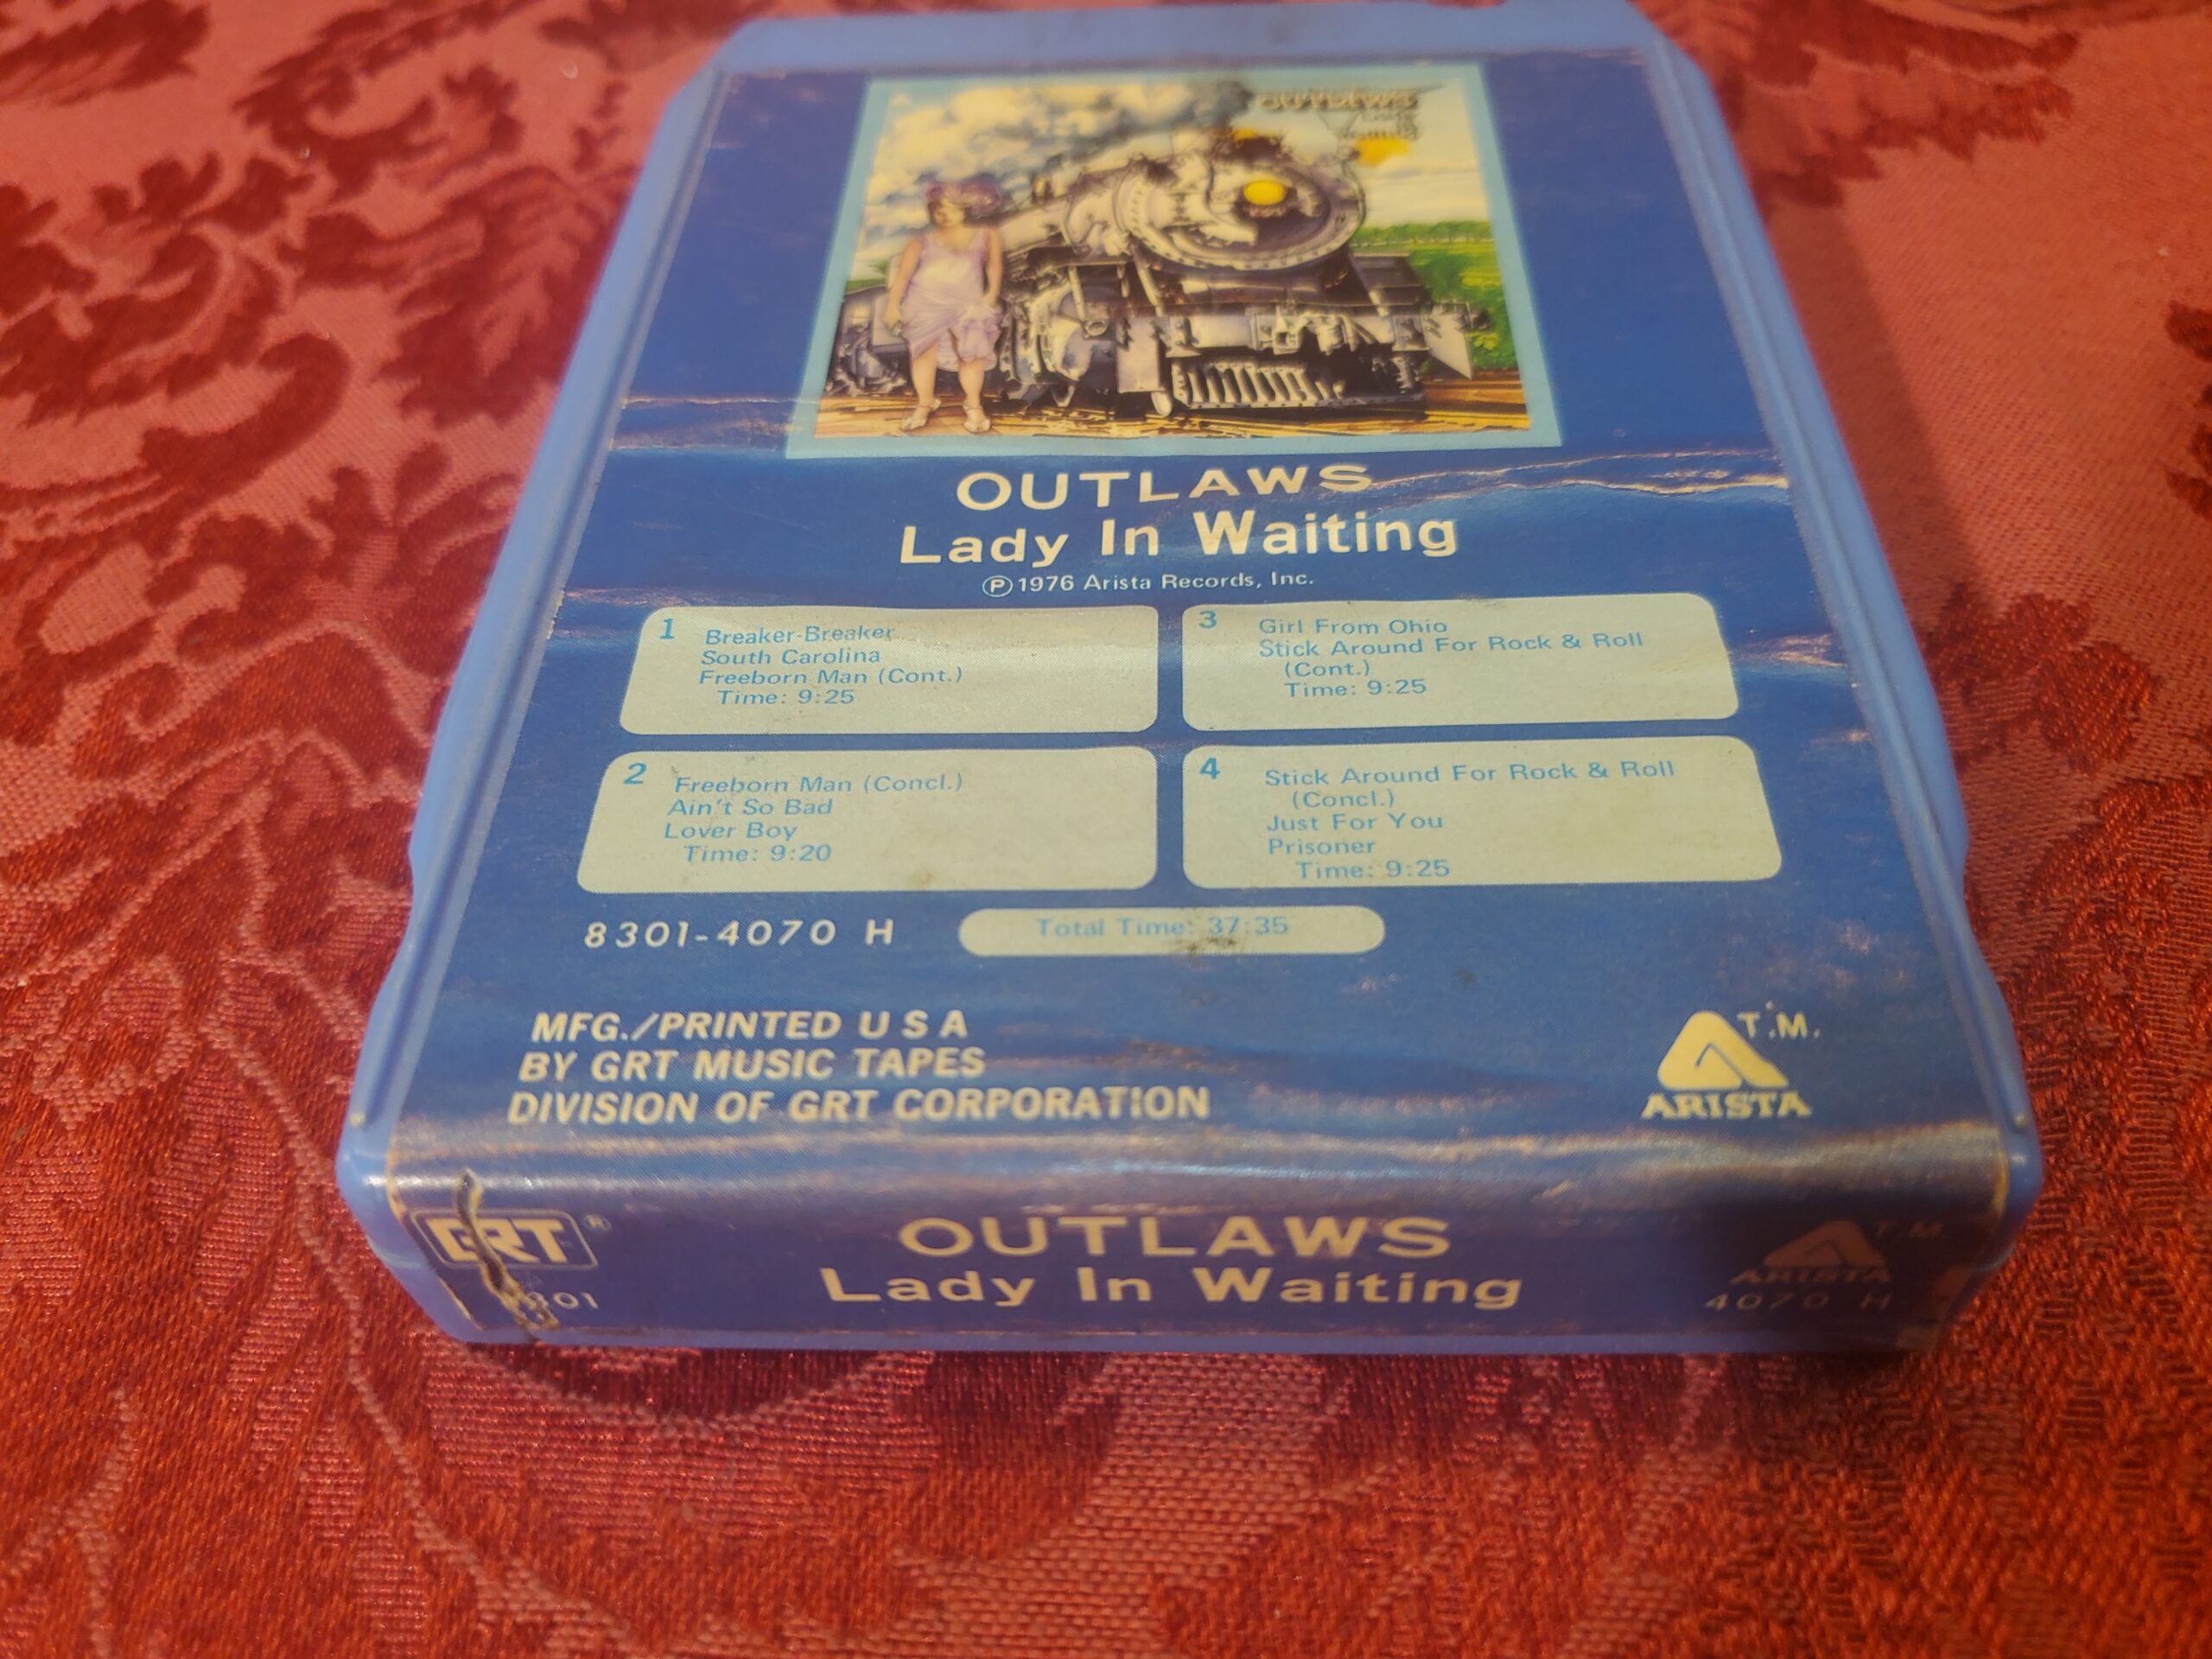 OUTLAWS
Lady
Waiting
OUTLAWS
Lady In Waiting
Ⓟ1976 Arista Records, Inc.
1
Breaker-Breaker
South Carolina
Freeborn Man (Cont.)
Time: 9:25
2
Freeborn Man (Concl.)
Ain't So Bad
Lover Boy
Time: 9:20
3
Girl From Ohio
Stick Around For Rock & Roll
(Cont.)
Time: 9:25
4
Stick Around For Rock & Roll
(Concl.)
Just For You
Prisoner
Time: 9:25
8301-4070 H
Total Time: 37:35
MFG./PRINTED U S A
BY GRT MUSIC TAPES
DIVISION OF GRT CORPORATION
T.M.
ARISTA
GRT®
OUTLAWS
Lady In Waiting
T.M.
ARISTA
4070 H